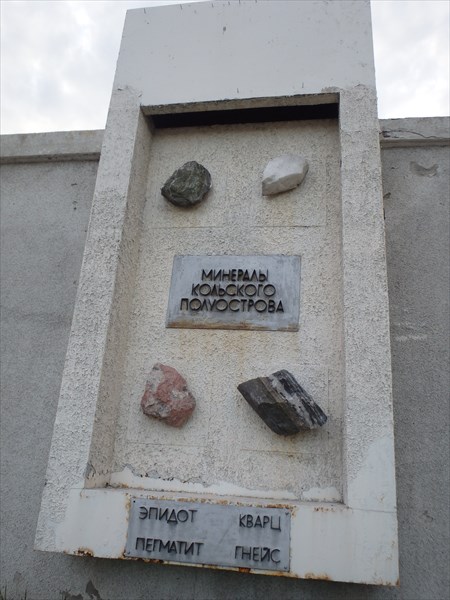 МИНЕРАЛЫ
КОЛЬСКОГО
ПОЛУОСТРОВА
ЭПИДОТ КВАРЦ
ПЕГМАТИТ ГНЕЙС